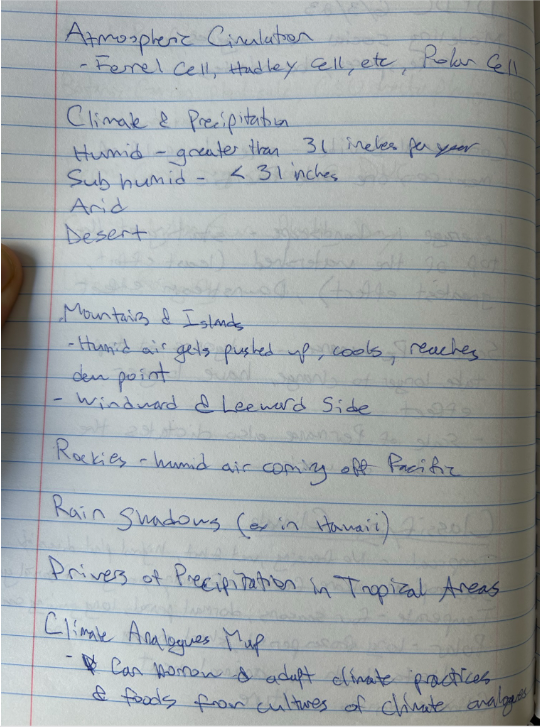 Atmospheric Circulation
- Ferrel Cell, Hadley Cell, etc, Polar Cell
Climate & Precipitation
Humid - greater than 31 inches per year
Sub humid - < 31 inches
Arid
Desert
Mountains & Islands
- Humid air gets pushed up, cools, reaches
dew point
- Windward & Leeward Side
Rockies - humid air coming off Pacific
Rain Shadows (ex in Hawaii)
Drivers of Precipitation in Tropical Areas
Climate Analogues Map
- Can borrow & adapt climate practices
& foods from cultures of climate analogues